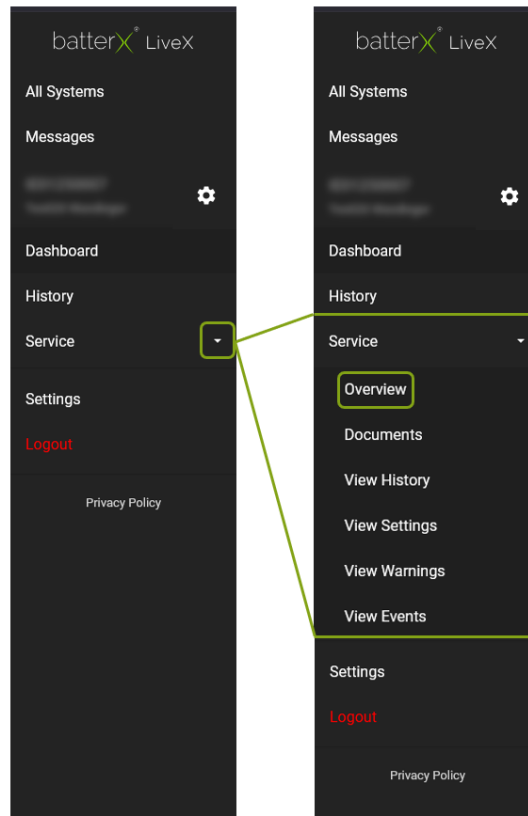 batterX® LiveX
All Systems
Messages
Dashboard
History
Service
Settings
Logout
Privacy Policy
batterX® LiveX
All Systems
Messages
Dashboard
History
Service
Overview
Documents
View History
View Settings
View Warnings
View Events
Settings
Logout
Privacy Policy